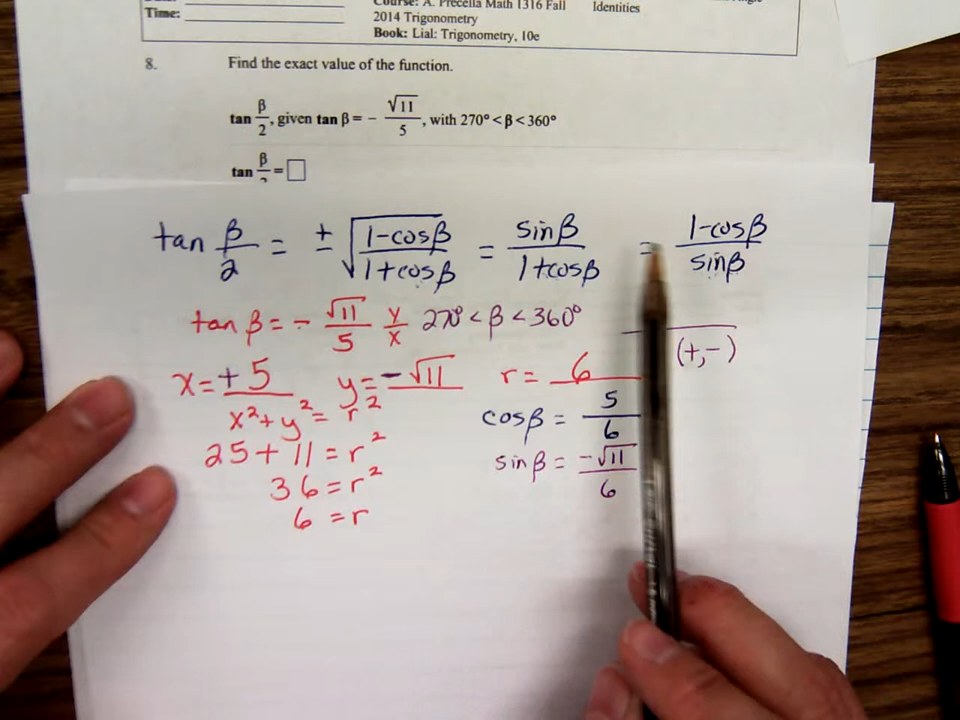 Time:
Course: A. Precella Math 1316 Fall
2014 Trigonometry
Book: Lial: Trigonometry, 10e
Identities
8. Find the exact value of the function.
tan β/2, given tan β = − √11/5, with 270° < β < 360°
tan β/2 = □
tan β/2 = ± √(1-cosβ/1+cosβ) = sinβ/1+cosβ = 1-cosβ/sinβ
tan β = - √11/5 y/x 270° < β < 360° (+,-)
x = +5 y = -√11 r = 6
x² + y² = r² cosβ = 5/6
25 + 11 = r² sinβ = -√11/6
36 = r²
6 = r